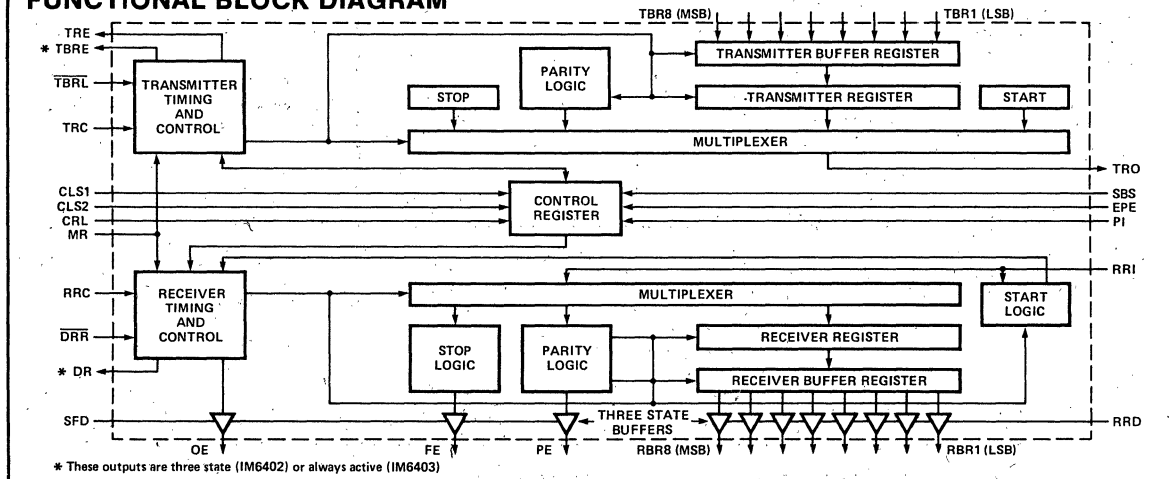 FUNCTIONAL BLOCK DIAGRAM
TBR8 (MSB)
TBR1 (LSB)
TRE
* TBRE
TBRL
TRC
TRANSMITTER
TIMING
AND
CONTROL
TRANSMITTER BUFFER REGISTER
PARITY
LOGIC
STOP
TRANSMITTER REGISTER
START
MULTIPLEXER
TRO
CLS1
CLS2
CRL
MR
CONTROL
REGISTER
SBS
EPE
PI
RRI
RRC
DRR
* DR
RECEIVER
TIMING
AND
CONTROL
MULTIPLEXER
START
LOGIC
STOP
LOGIC
PARITY
LOGIC
RECEIVER REGISTER
RECEIVER BUFFER REGISTER
SFD
THREE STATE
BUFFERS
RRD
OE
FE
PE
RBR8 (MSB)
RBR1 (LSB)
* These outputs are three state (IM6402) or always active (IM6403)